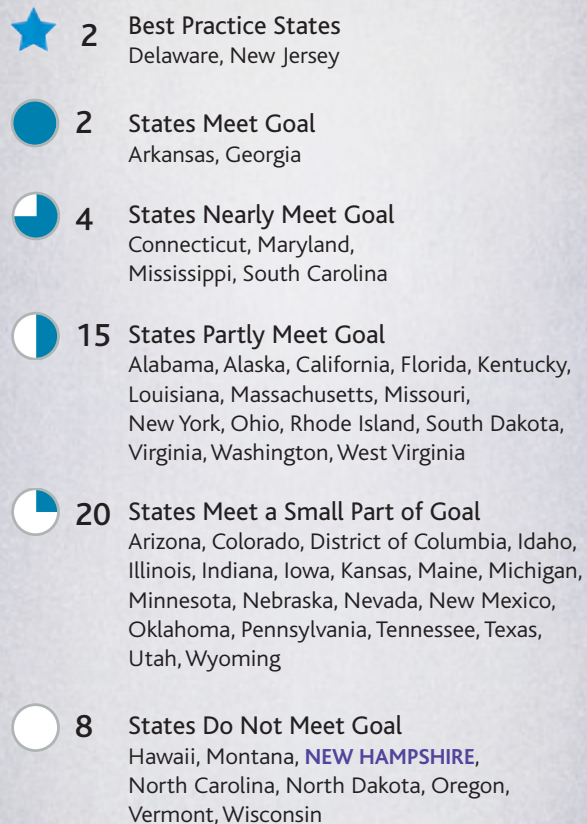 2 Best Practice States
Delaware, New Jersey
2 States Meet Goal
Arkansas, Georgia
4 States Nearly Meet Goal
Connecticut, Maryland,
Mississippi, South Carolina
15 States Partly Meet Goal
Alabama, Alaska, California, Florida, Kentucky,
Louisiana, Massachusetts, Missouri,
New York, Ohio, Rhode Island, South Dakota,
Virginia, Washington, West Virginia
20 States Meet a Small Part of Goal
Arizona, Colorado, District of Columbia, Idaho,
Illinois, Indiana, Iowa, Kansas, Maine, Michigan,
Minnesota, Nebraska, Nevada, New Mexico,
Oklahoma, Pennsylvania, Tennessee, Texas,
Utah, Wyoming
8 States Do Not Meet Goal
Hawaii, Montana, NEW HAMPSHIRE,
North Carolina, North Dakota, Oregon,
Vermont, Wisconsin